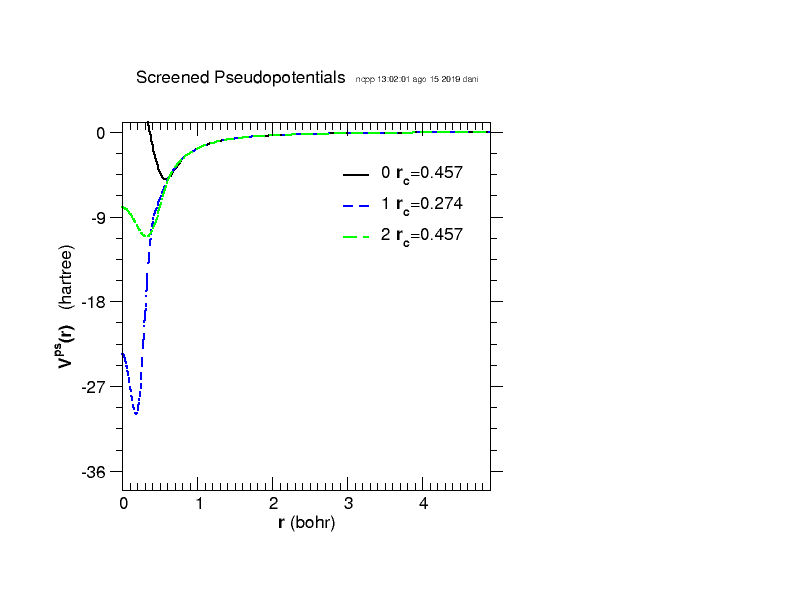 Screened Pseudopotentials ncpp 13:02:01 ago 15 2019 dani
0
-9
-18
-27
-36
V^ps(r) (hartree)
0 r_c=0.457
1 r_c=0.274
2 r_c=0.457
0 1 2 3 4
r (bohr)